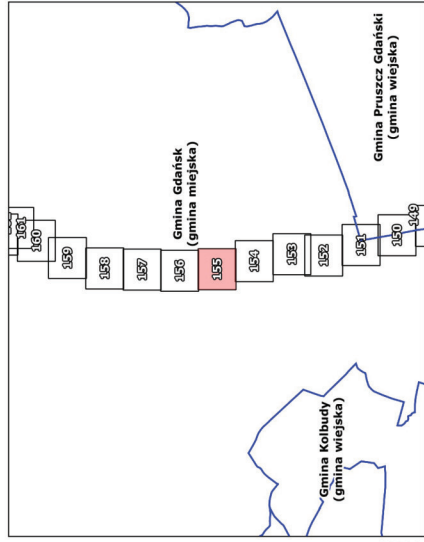 161
160
159
158
157
156
155
154
153
152
151
150
149
Gmina Gdańsk
(gmina miejska)
Gmina Pruszcz Gdański
(gmina wiejska)
Gmina Kolbudy
(gmina wiejska)